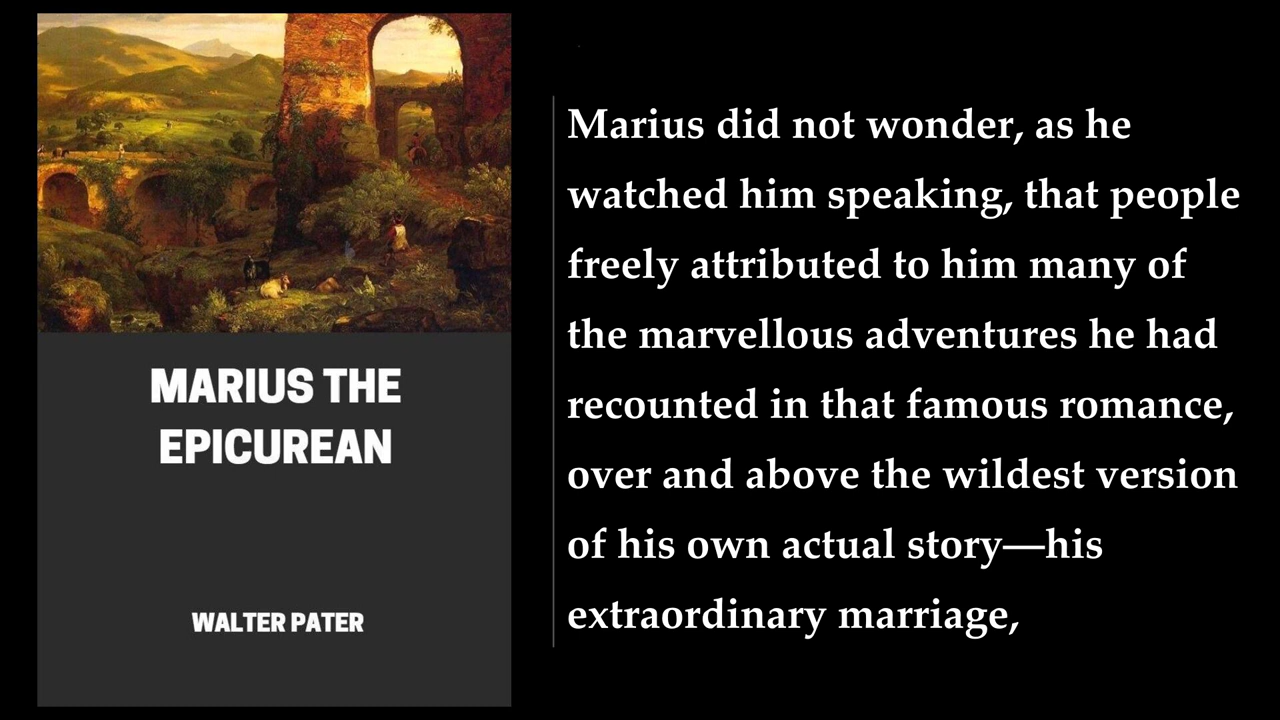 MARIUS THE
EPICUREAN
WALTER PATER
Marius did not wonder, as he
watched him speaking, that people
freely attributed to him many of
the marvellous adventures he had
recounted in that famous romance,
over and above the wildest version
of his own actual story—his
extraordinary marriage,